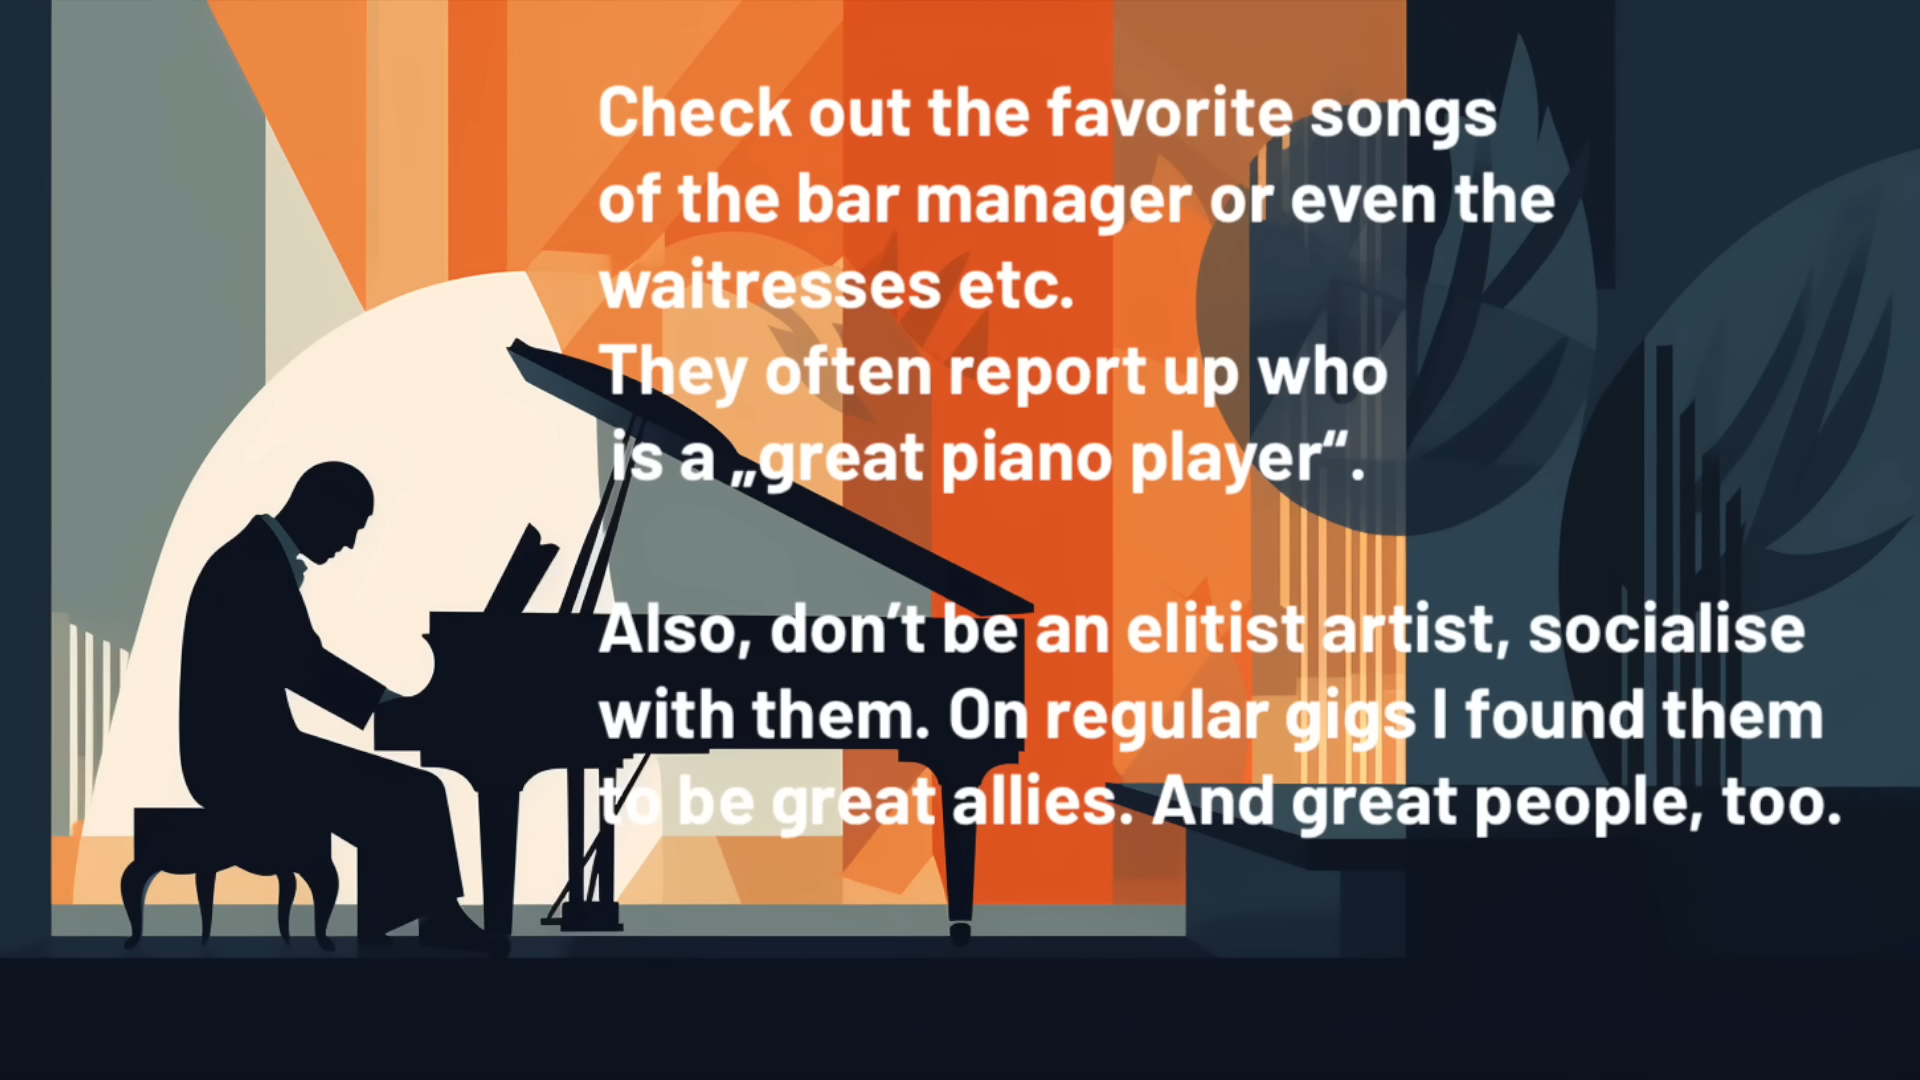 Check out the favorite songs
of the bar manager or even the
waitresses etc.
They often report up who
is a „great piano player“.
Also, don’t be an elitist artist, socialise
with them. On regular gigs I found them
to be great allies. And great people, too.